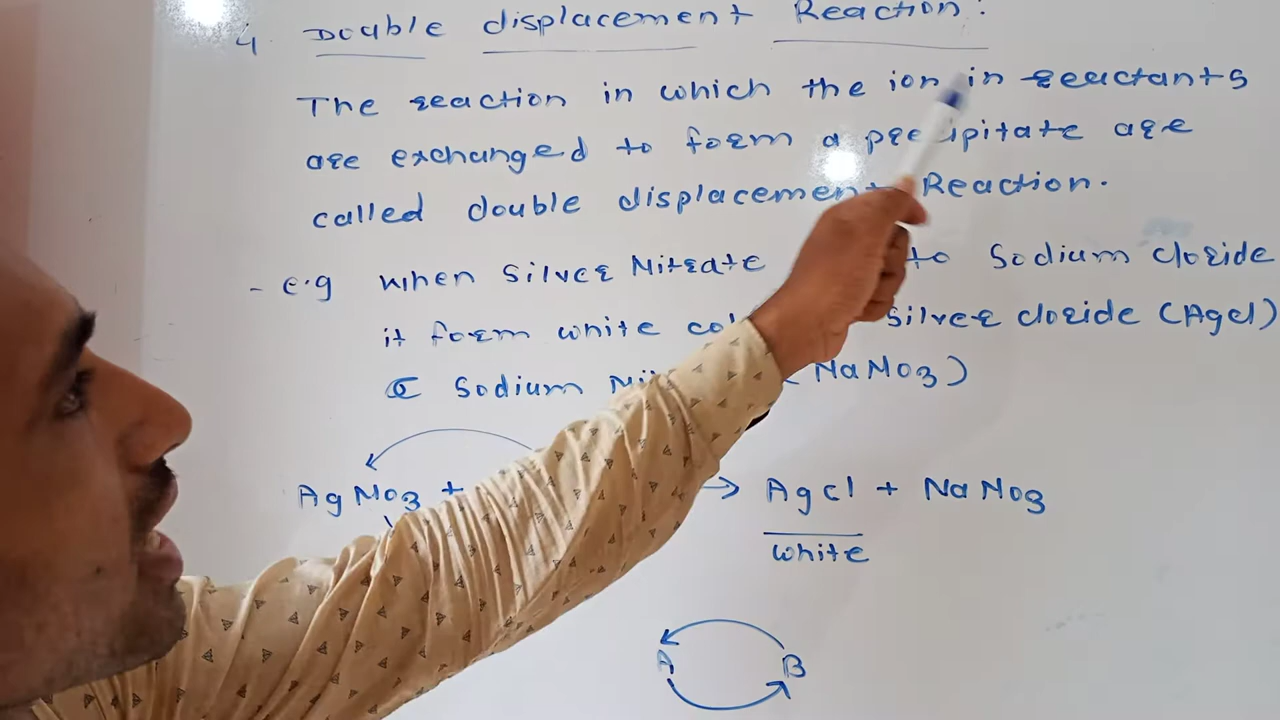 4 Double displacement Reaction:
The reaction in which the ion in reactants
are exchanged to form a precipitate are
called double displacement Reaction.
- e.g when silver Nitrate to Sodium cloride
it form white silver cloride (Agcl)
Sodium (NaNo3)
AgNo3 + → Agcl + NaNo3
white
A B